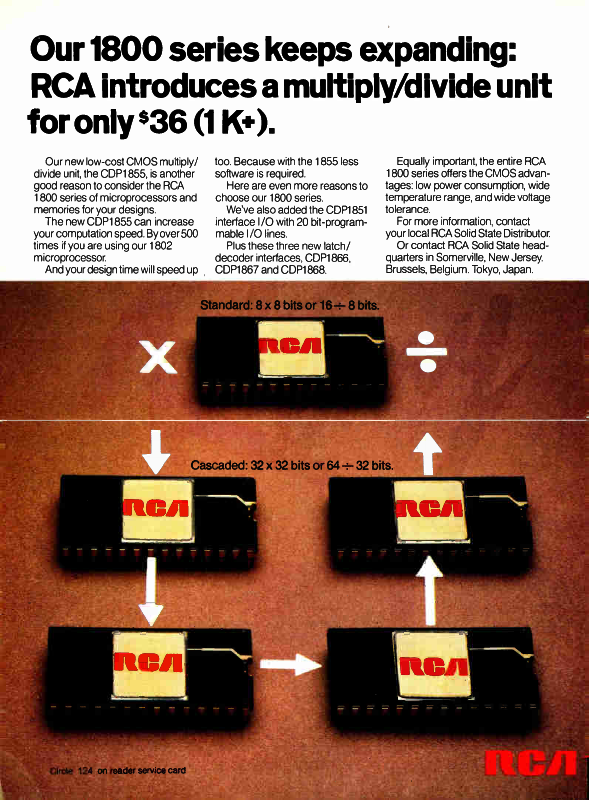 Our 1800 series keeps expanding:
RCA introduces a multiply/divide unit
for only $36 (1 K+).
Our new low-cost CMOS multiply/
divide unit, the CDP1855, is another
good reason to consider the RCA
1800 series of microprocessors and
memories for your designs.
The new CDP1855 can increase
your computation speed. By over 500
times if you are using our 1802
microprocessor.
And your design time will speed up
too. Because with the 1855 less
software is required.
Here are even more reasons to
choose our 1800 series.
We've also added the CDP1851
interface I/O with 20 bit-program-
mable I/O lines.
Plus these three new latch/
decoder interfaces, CDP1866,
CDP1867 and CDP1868.
Equally important, the entire RCA
1800 series offers the CMOS advan-
tages: low power consumption, wide
temperature range, and wide voltage
tolerance.
For more information, contact
your local RCA Solid State Distributor.
Or contact RCA Solid State head-
quarters in Somerville, New Jersey.
Brussels, Belgium. Tokyo, Japan.
Standard: 8 x 8 bits or 16 ÷ 8 bits.
x
RCA
÷
Cascaded: 32 x 32 bits or 64 ÷ 32 bits.
RCA
RCA
RCA
RCA
Circle 124 on reader service card
RCA